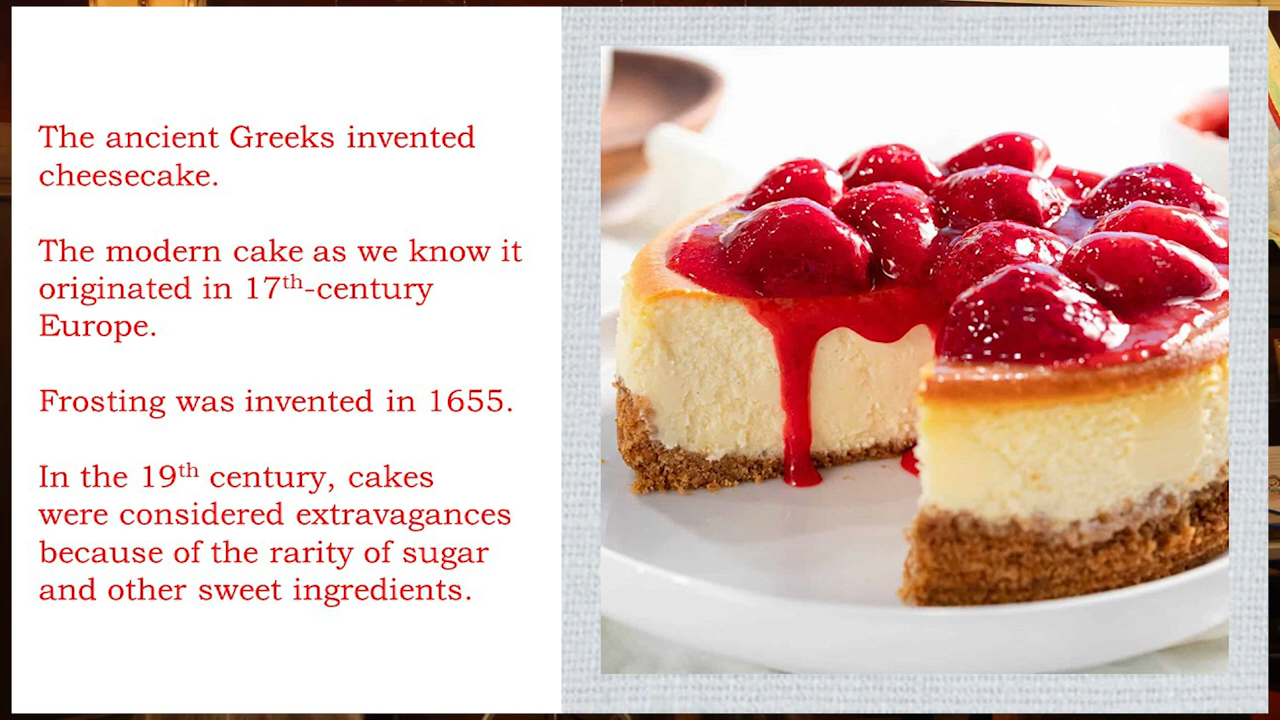 The ancient Greeks invented
cheesecake.
The modern cake as we know it
originated in 17th-century
Europe.
Frosting was invented in 1655.
In the 19th century, cakes
were considered extravagances
because of the rarity of sugar
and other sweet ingredients.